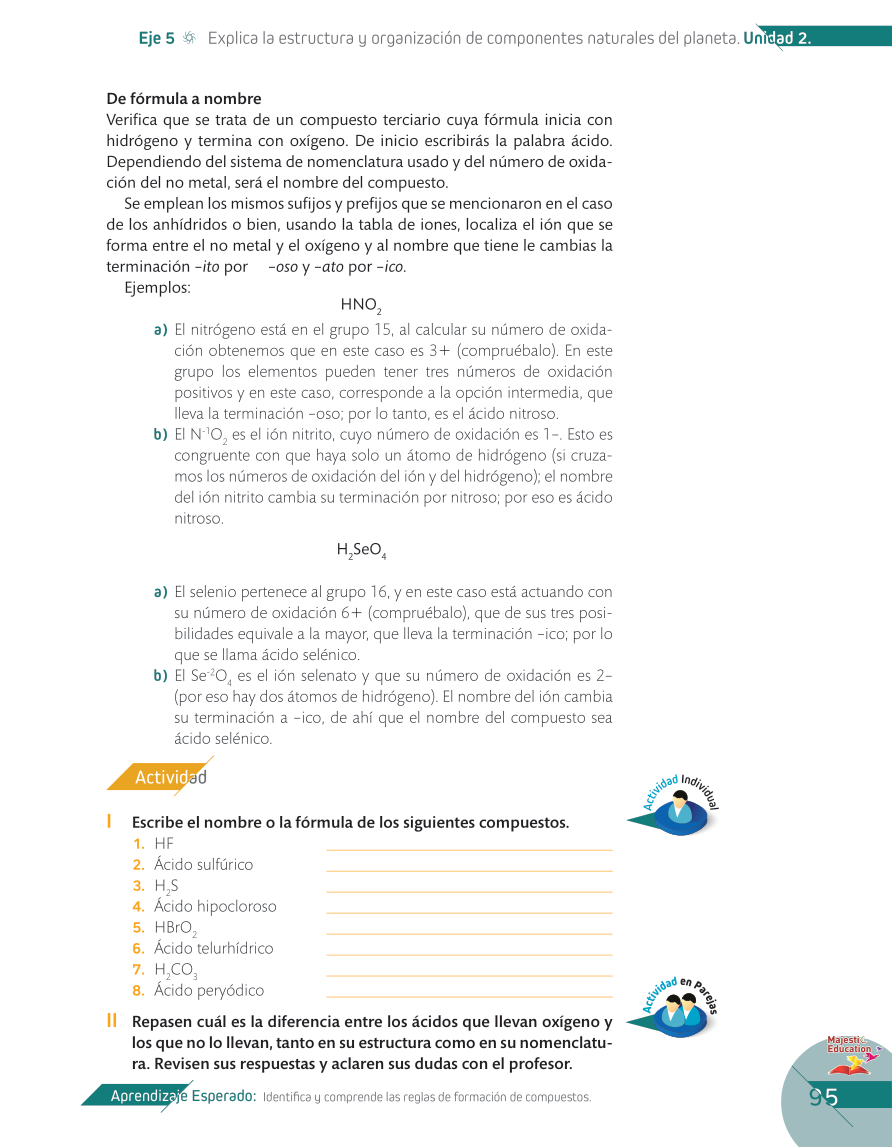 Eje 5 Explica la estructura y organización de componentes naturales del planeta. Unidad 2.
De fórmula a nombre
Verifica que se trata de un compuesto terciario cuya fórmula inicia con
hidrógeno y termina con oxígeno. De inicio escribirás la palabra ácido.
Dependiendo del sistema de nomenclatura usado y del número de oxida-
ción del no metal, será el nombre del compuesto.
Se emplean los mismos sufijos y prefijos que se mencionaron en el caso
de los anhídridos o bien, usando la tabla de iones, localiza el ión que se
forma entre el no metal y el oxígeno y al nombre que tiene le cambias la
terminación –ito por –oso y –ato por –ico.
Ejemplos:
HNO₂
a) El nitrógeno está en el grupo 15, al calcular su número de oxida-
ción obtenemos que en este caso es 3+ (compruébalo). En este
grupo los elementos pueden tener tres números de oxidación
positivos y en este caso, corresponde a la opción intermedia, que
lleva la terminación –oso; por lo tanto, es el ácido nitroso.
b) El N⁻¹O₂ es el ión nitrito, cuyo número de oxidación es 1–. Esto es
congruente con que haya solo un átomo de hidrógeno (si cruza-
mos los números de oxidación del ión y del hidrógeno); el nombre
del ión nitrito cambia su terminación por nitroso; por eso es ácido
nitroso.
H₂SeO₄
a) El selenio pertenece al grupo 16, y en este caso está actuando con
su número de oxidación 6+ (compruébalo), que de sus tres posi-
bilidades equivale a la mayor, que lleva la terminación –ico; por lo
que se llama ácido selénico.
b) El Se⁻²O₄ es el ión selenato y que su número de oxidación es 2–
(por eso hay dos átomos de hidrógeno). El nombre del ión cambia
su terminación a –ico, de ahí que el nombre del compuesto sea
ácido selénico.
Actividad
Actividad Individual
I Escribe el nombre o la fórmula de los siguientes compuestos.
1. HF
2. Ácido sulfúrico
3. H₂S
4. Ácido hipocloroso
5. HBrO₂
6. Ácido telurhídrico
7. H₂CO₃
8. Ácido peryódico
Actividad en Parejas
II Repasen cuál es la diferencia entre los ácidos que llevan oxígeno y
los que no lo llevan, tanto en su estructura como en su nomenclatu-
ra. Revisen sus respuestas y aclaren sus dudas con el profesor.
Majestic
Education
Aprendizaje Esperado: Identifica y comprende las reglas de formación de compuestos.
95